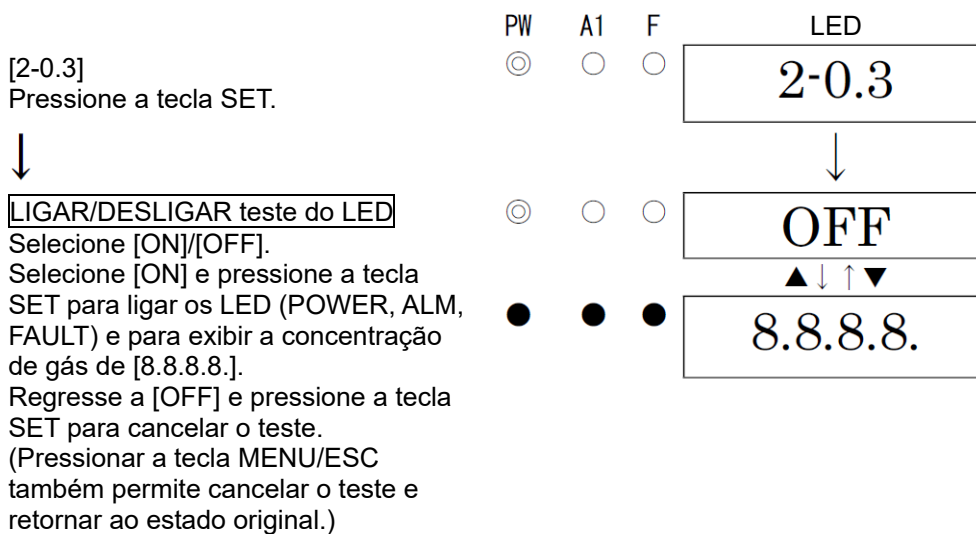 PW A1 F LED
[2-0.3]
Pressione a tecla SET.
◎ ○ ○ 2-0.3
↓ ↓
LIGAR/DESLIGAR teste do LED
◎ ○ ○ OFF
Selecione [ON]/[OFF].
Selecione [ON] e pressione a tecla
SET para ligar os LED (POWER, ALM,
FAULT) e para exibir a concentração
de gás de [8.8.8.8.].
▲↓↑▼
● ● ● 8.8.8.8.
Regresse a [OFF] e pressione a tecla
SET para cancelar o teste.
(Pressionar a tecla MENU/ESC
também permite cancelar o teste e
retornar ao estado original.)